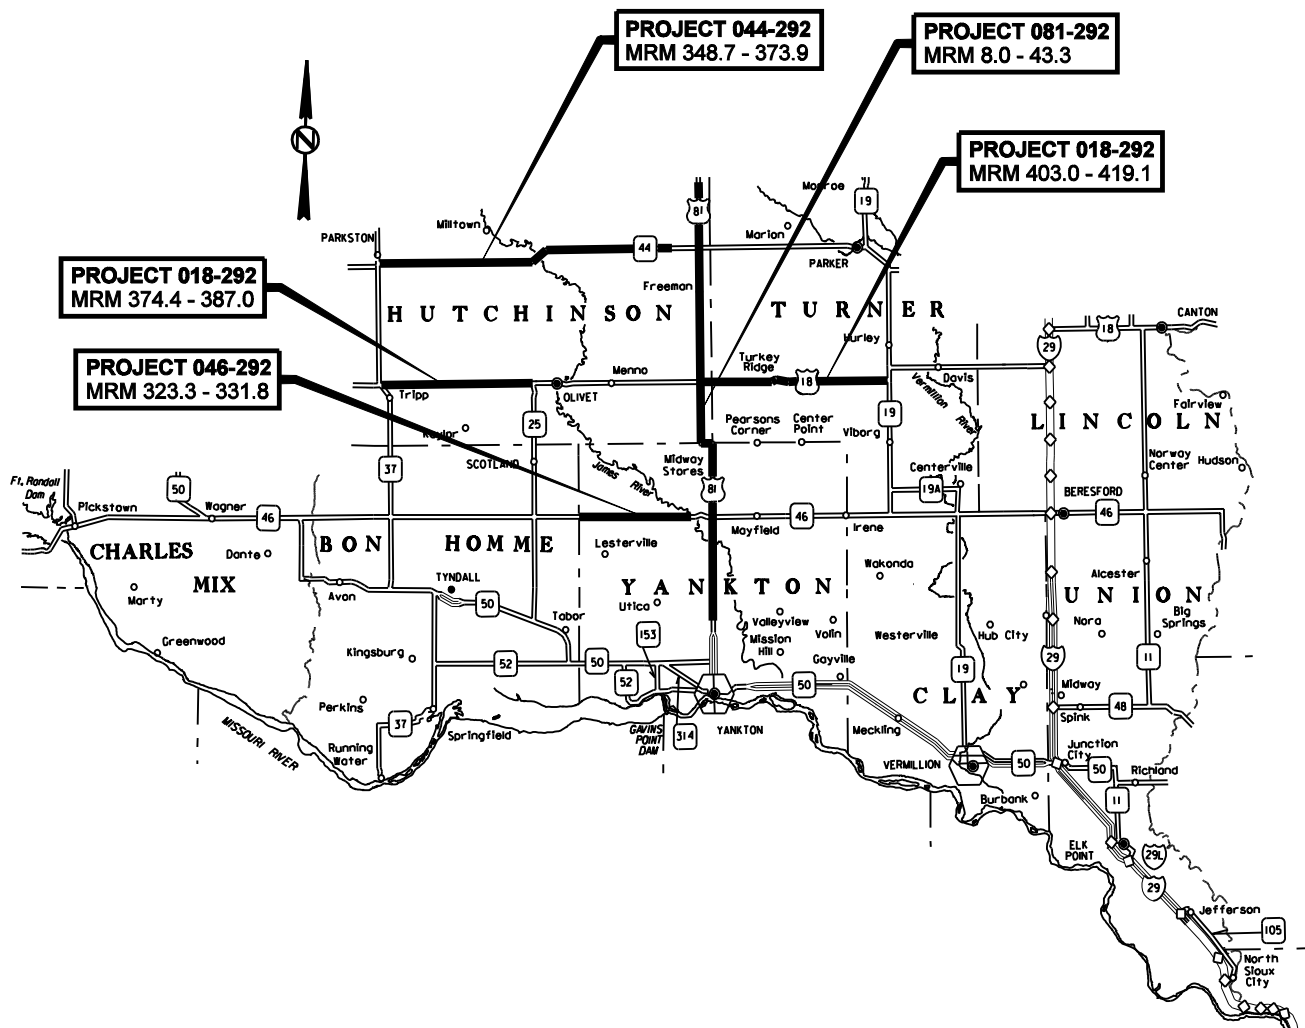 PROJECT 044-292
MRM 348.7 - 373.9
PROJECT 081-292
MRM 8.0 - 43.3
PROJECT 018-292
MRM 403.0 - 419.1
N
Monroe
19
81
Milltown
Marion
PARKSTON
44
PARKER
PROJECT 018-292
MRM 374.4 - 387.0
Freeman
HUTCHINSON
TURNER
CANTON
18
29
Hurley
PROJECT 046-292
MRM 323.3 - 331.8
Turkey
Ridge
Menno
18
Davis
Tripp
OLIVET
Vermillion River
Fairview
LINCOLN
25
19
Pearsons
Corner
Center
Point
Viborg
Kaylor
SCOTLAND
37
Midway
Stores
Centerville
Norway
Center
Hudson
James River
Ft. Randall
Dam
50
81
19A
BERESFORD
Pickstown
Wagner
46
Mayfield
46
Irene
46
CHARLES
MIX
BON HOMME
Lesterville
Dante
YANKTON
Wakonda
Alcester
UNION
Marty
TYNDALL
Avon
50
Utica
Tabor
Valleyview
Volin
Westerville
Hub City
Nora
Big
Springs
Greenwood
153
Mission
Hill
Kingsburg
52
50
52
Gayville
50
19
29
11
CLAY
Midway
Spink
48
Perkins
37
MISSOURI RIVER
Springfield
GAVINS
POINT
DAM
314
YANKTON
Meckling
Running
Water
VERMILLION
50
Junction
City
50
Richland
Burbank
11
ELK
POINT
29L
29
Jefferson
105
North
Sioux
City